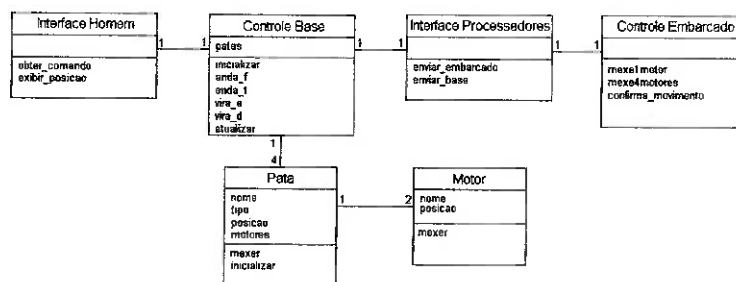 Interface Homem
obter_comando
exibir_posicao
1
1
Controle Base
patas
inicializar
anda_f
anda_t
vira_e
vira_d
atualizar
1
1
Interface Processadores
enviar_embarcado
enviar_base
1
1
Controle Embarcado
mexe1motor
mexe4motores
confirma_movimento
1
4
Pata
nome
tipo
posicao
motores
mexer
inicializar
1
2
Motor
nome
posicao
mexer